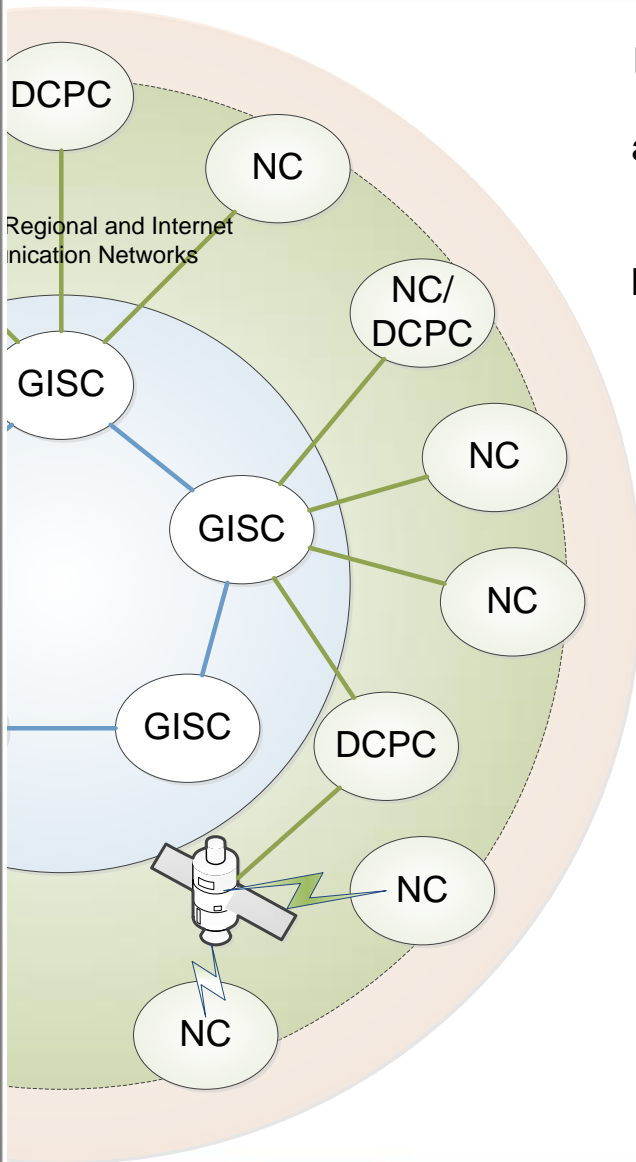 DCPC
NC
Regional and Internet
nication Networks
NC/
DCPC
GISC
NC
GISC
NC
GISC
DCPC
NC
NC